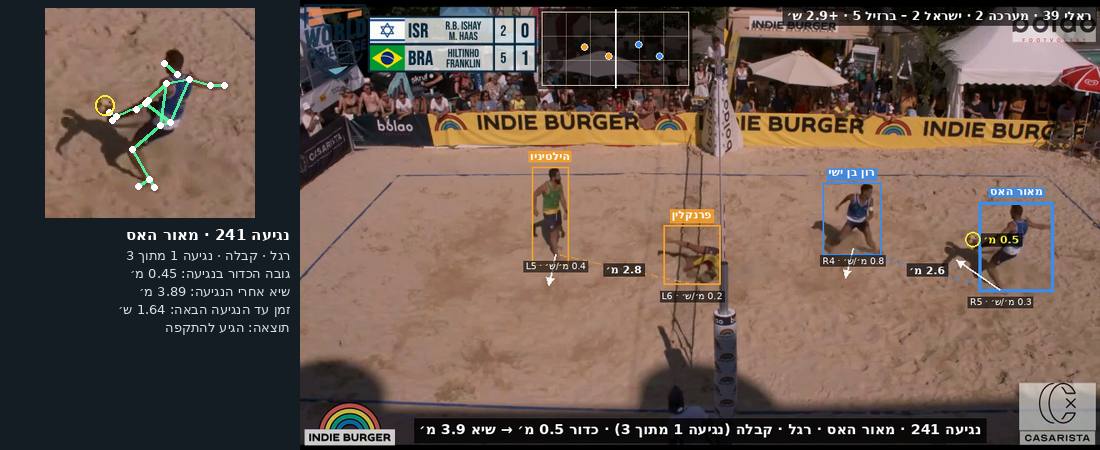 נגיעה 241 · מאור האס
רגל · קבלה · נגיעה 1 מתוך 3
גובה הכדור בנגיעה: 0.45 מ׳
שיא אחרי הנגיעה: 3.89 מ׳
זמן עד הנגיעה הבאה: 1.64 ש׳
תוצאה: הגיע להתקפה
ראלי 39 · מערכה 2 · ישראל 2 - ברזיל 5 · +2.9 ש׳
WORLD
ISR R.B. ISHAY M. HAAS 2 0
BRA HILTINHO FRANKLIN 5 1
INDIE BURGER
bolao
FOOTVOLLEY
CASARISTA
bolao
INDIE BURGER
bolao
INDIE BURGER
הילטיניו
פרנקלין
רון בן ישי
מאור האס
0.5 מ׳
L5 · 0.4 מ׳/ש׳
2.8 מ׳
L6 · 0.2 מ׳/ש׳
R4 · 0.8 מ׳/ש׳
2.6 מ׳
R5 · 0.3 מ׳/ש׳
נגיעה 241 · מאור האס · רגל · קבלה (נגיעה 1 מתוך 3) · כדור 0.5 מ׳ → שיא 3.9 מ׳
INDIE BURGER
CASARISTA